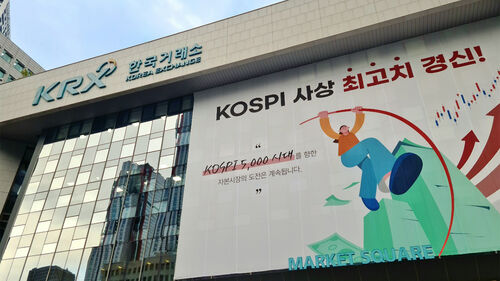 KRX 한국거래소
KOREA EXCHANGE
KOSPI 사상 최고치 경신!
“
KOSPI 5,000 시대를 향한
자본시장의 도전은 계속됩니다.
”
MARKET SQUARE